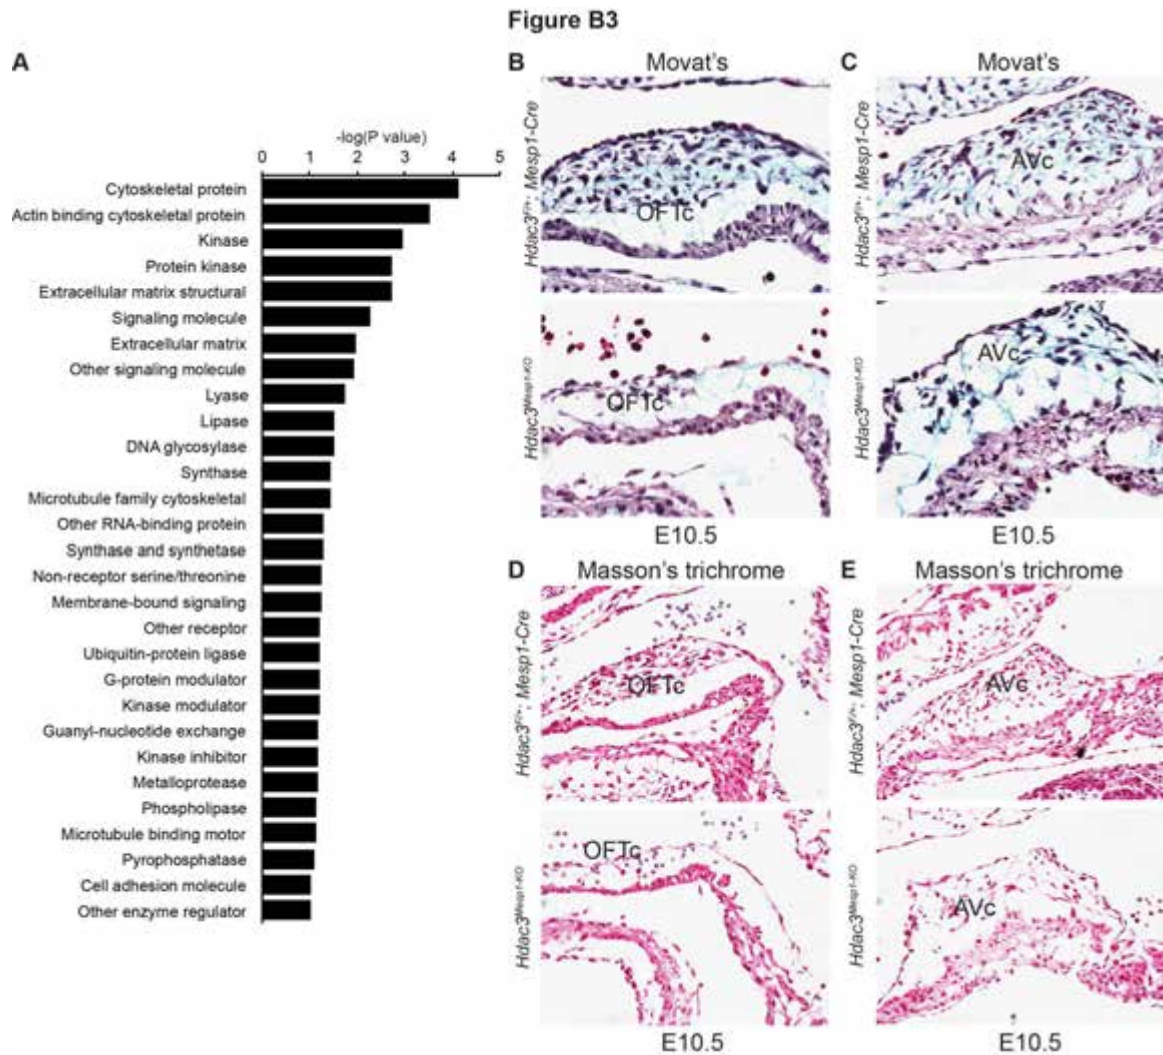 Figure B3
A
-log(P value)
0 1 2 3 4 5
Cytoskeletal protein
Actin binding cytoskeletal protein
Kinase
Protein kinase
Extracellular matrix structural
Signaling molecule
Extracellular matrix
Other signaling molecule
Lyase
Lipase
DNA glycosylase
Synthase
Microtubule family cytoskeletal
Other RNA-binding protein
Synthase and synthetase
Non-receptor serine/threonine
Membrane-bound signaling
Other receptor
Ubiquitin-protein ligase
G-protein modulator
Kinase modulator
Guanyl-nucleotide exchange
Kinase inhibitor
Metalloprotease
Phospholipase
Microtubule binding motor
Pyrophosphatase
Cell adhesion molecule
Other enzyme regulator
B
Movat's
Hdac3F/+; Mesp1-Cre
OFTc
Hdac3Mesp1-KO
OFTc
E10.5
C
Movat's
Hdac3F/+; Mesp1-Cre
AVc
Hdac3Mesp1-KO
AVc
E10.5
D
Masson's trichrome
Hdac3F/+; Mesp1-Cre
OFTc
Hdac3Mesp1-KO
OFTc
E10.5
E
Masson's trichrome
Hdac3F/+; Mesp1-Cre
AVc
Hdac3Mesp1-KO
AVc
E10.5